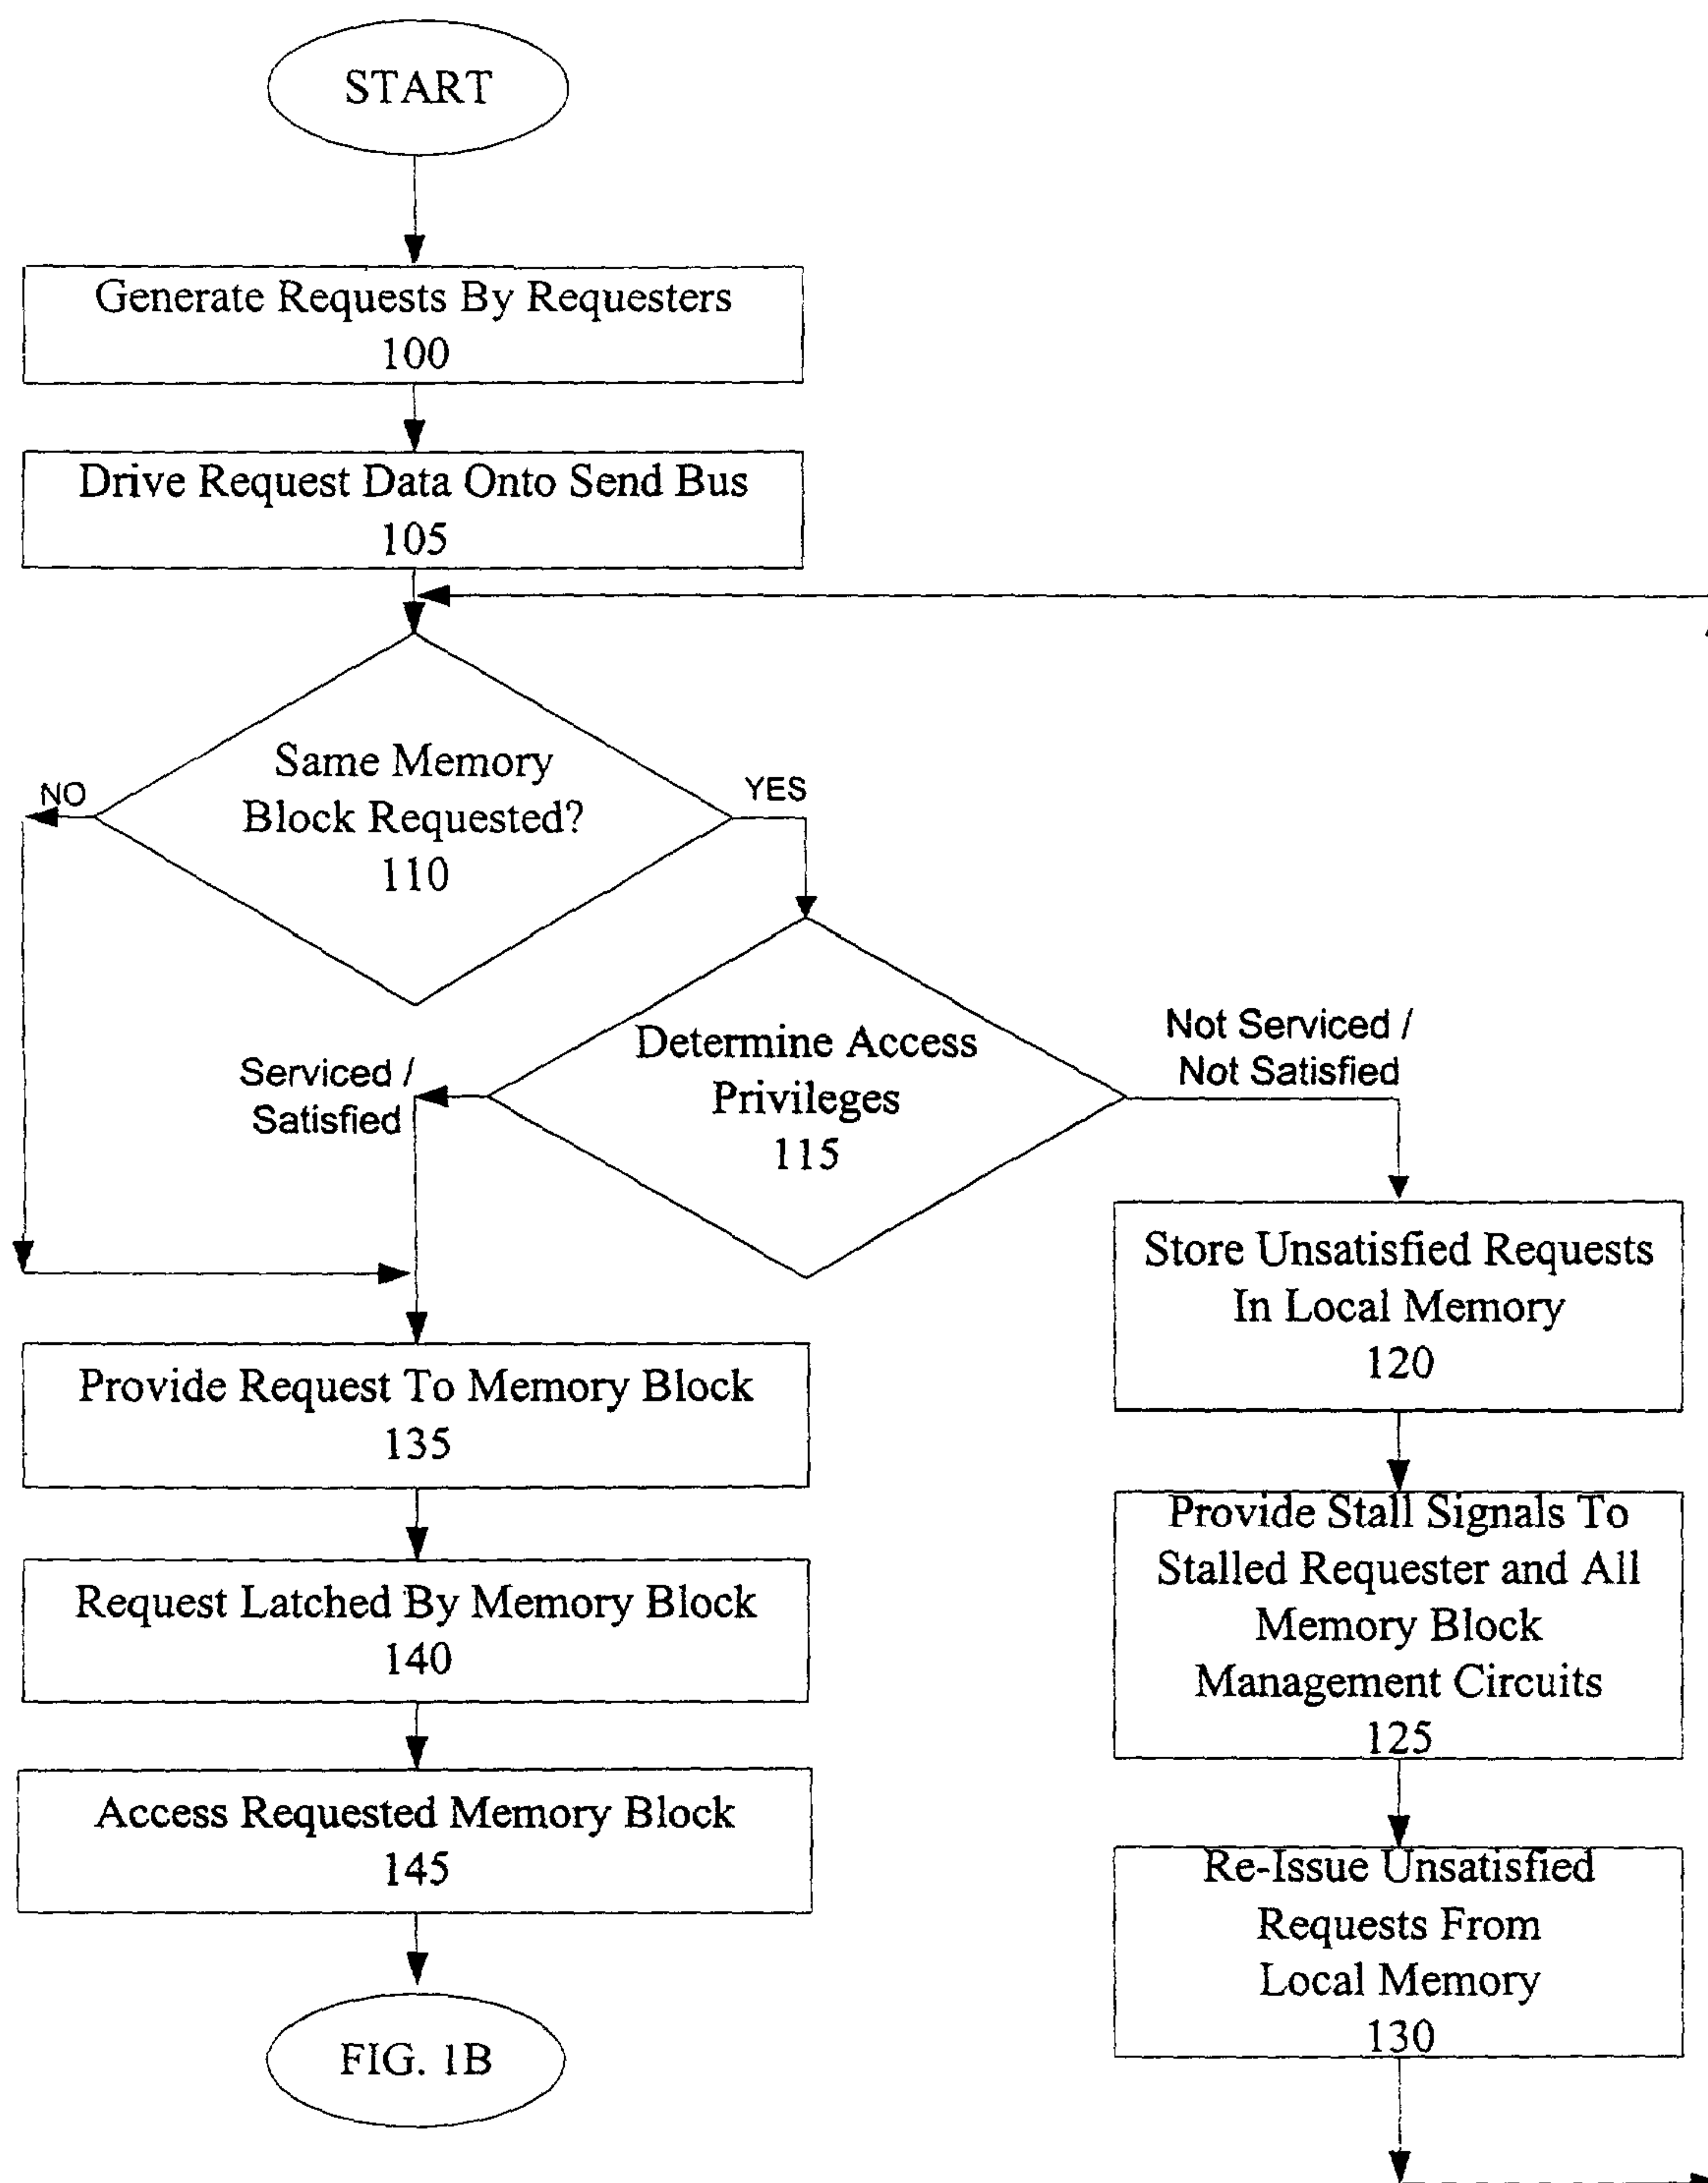 START
Generate Requests By Requesters
100
Drive Request Data Onto Send Bus
105
Same Memory
Block Requested?
110
NO
YES
Determine Access
Privileges
115
Serviced /
Satisfied
Not Serviced /
Not Satisfied
Store Unsatisfied Requests
In Local Memory
120
Provide Stall Signals To
Stalled Requester and All
Memory Block
Management Circuits
125
Re-Issue Unsatisfied
Requests From
Local Memory
130
Provide Request To Memory Block
135
Request Latched By Memory Block
140
Access Requested Memory Block
145
FIG. 1B